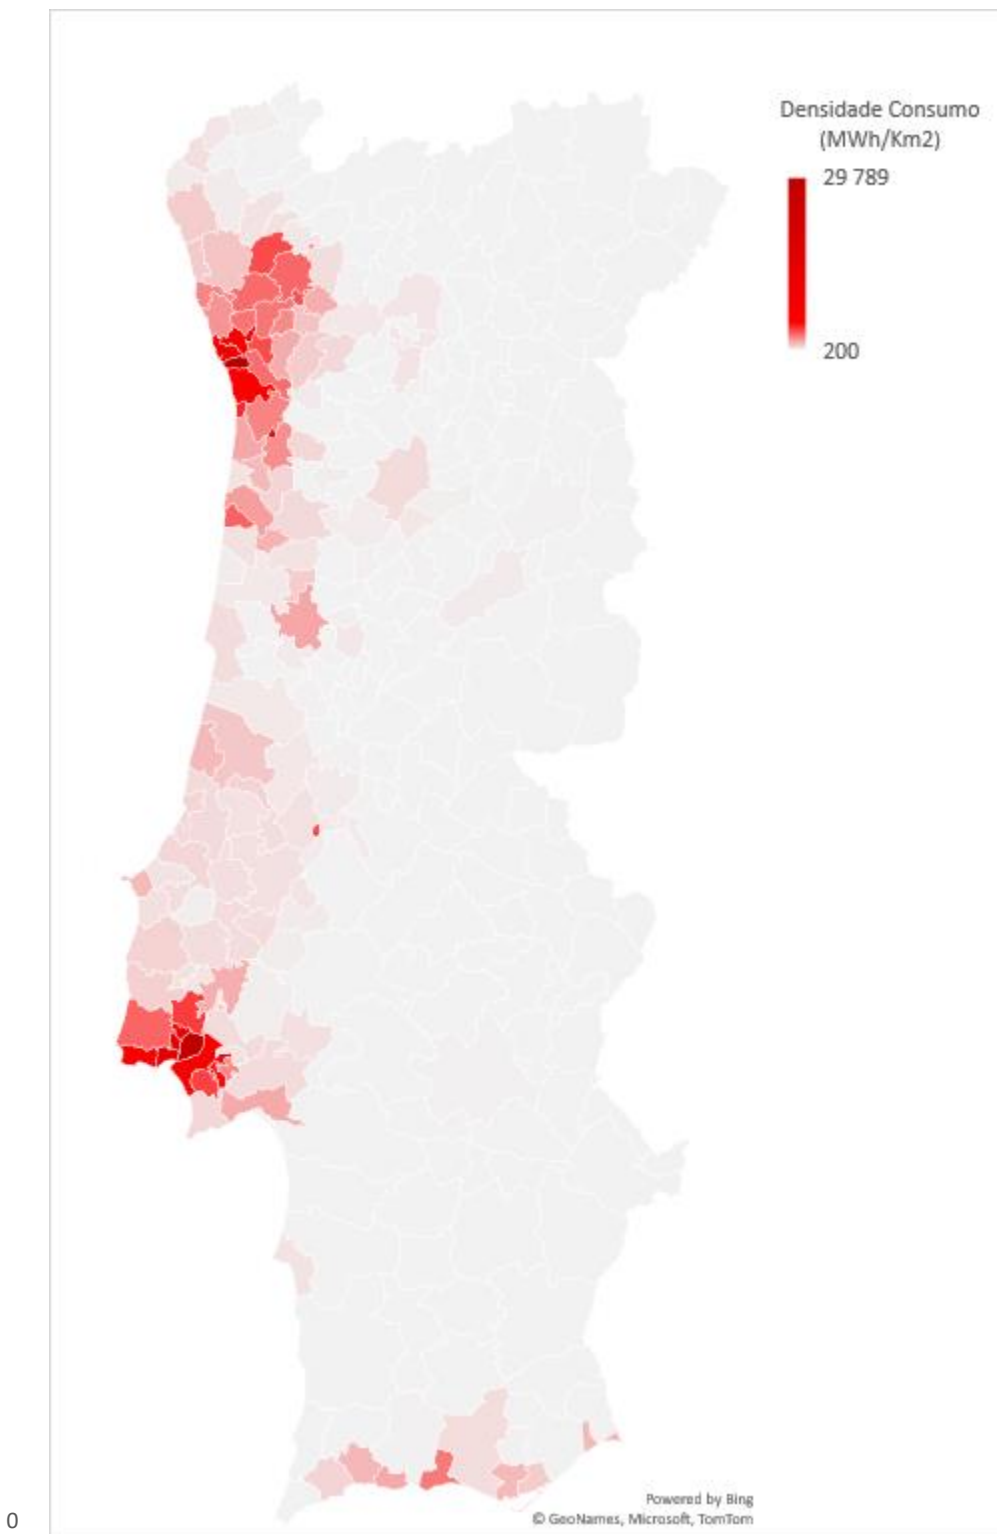 Densidade Consumo
(MWh/Km2)
29 789
200
Powered by Bing
© GeoNames, Microsoft, TomTom
0